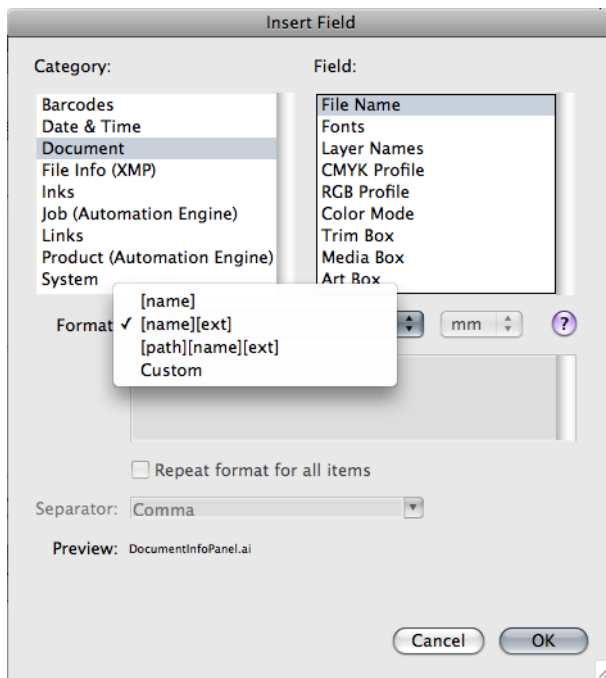 Insert Field
Category:
Field:
Barcodes
Date & Time
Document
File Info (XMP)
Inks
Job (Automation Engine)
Links
Product (Automation Engine)
System
File Name
Fonts
Layer Names
CMYK Profile
RGB Profile
Color Mode
Trim Box
Media Box
Art Box
Format
[name]
✓ [name][ext]
[path][name][ext]
Custom
mm
?
Repeat format for all items
Separator: Comma
Preview: DocumentInfoPanel.ai
Cancel
OK